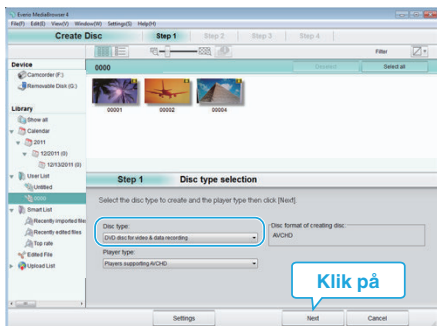 Everio MediaBrowser 4
File(F) Edit(E) View(V) Window(W) Settings(S) Help(H)
Create Disc
Step 1
Step 2
Step 3
Step 4
Filter
Device
Camcorder (F:)
Removable Disk (G:)
0000
Deselect
Select all
00001
00002
00004
Library
Show all
Calendar
2011
12/2011 (0)
12/13/2011 (0)
User List
Untitled
0000
Smart List
Recently imported file
Recently edited files
Top rate
Edited File
Upload List
Step 1
Disc type selection
Select the disc type to create and the player type then click [Next].
Disc type:
DVD disc for video & data recording
Disc format of creating disc.
AVCHD
Player type:
Players supporting AVCHD
Klik på
Settings
Next
Cancel